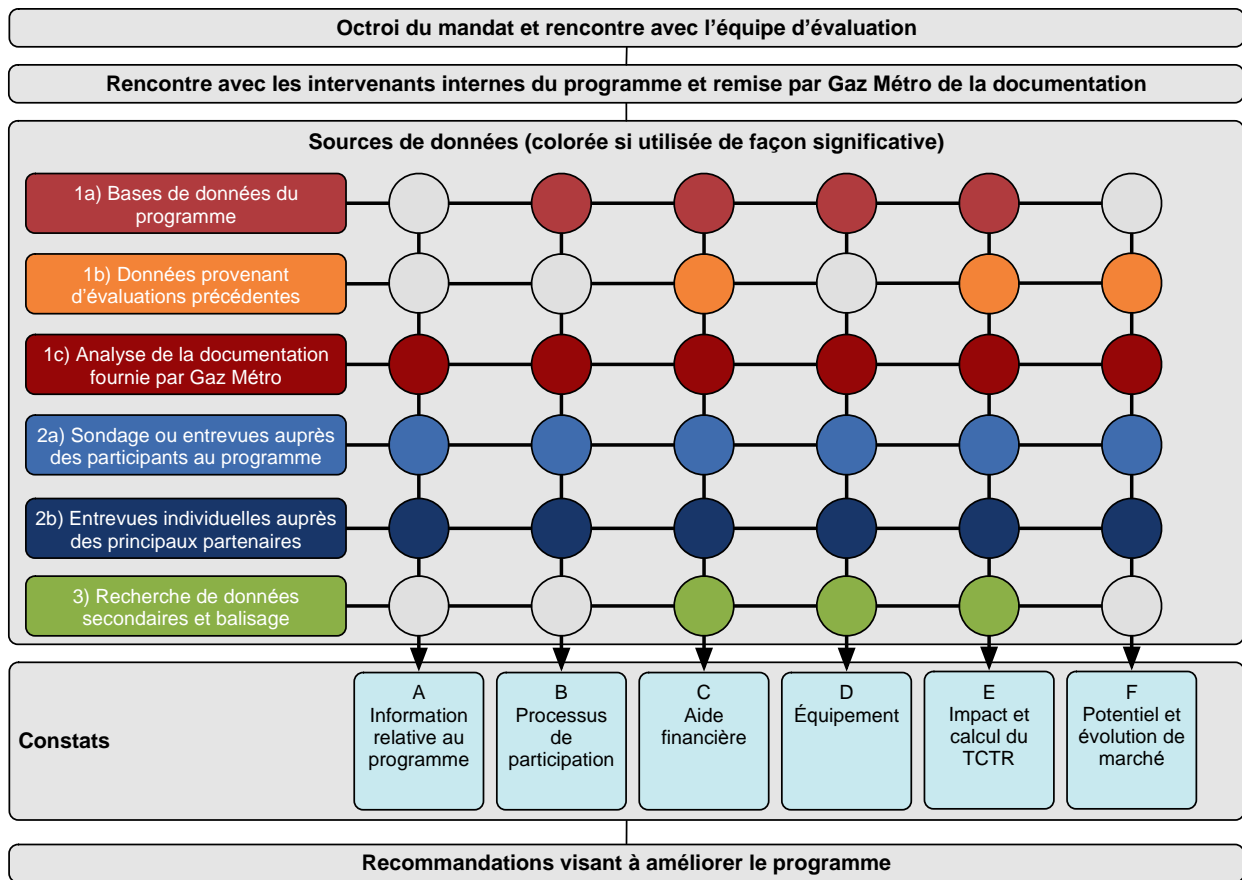 Octroi du mandat et rencontre avec l'équipe d'évaluation
Rencontre avec les intervenants internes du programme et remise par Gaz Métro de la documentation
Sources de données (colorée si utilisée de façon significative)
1a) Bases de données du
programme
1b) Données provenant
d'évaluations précédentes
1c) Analyse de la documentation
fournie par Gaz Métro
2a) Sondage ou entrevues auprès
des participants au programme
2b) Entrevues individuelles auprès
des principaux partenaires
3) Recherche de données
secondaires et balisage
Constats
A
Information
relative au
programme
B
Processus
de
participation
C
Aide
financière
D
Équipement
E
Impact et
calcul du
TCTR
F
Potentiel et
évolution de
marché
Recommandations visant à améliorer le programme